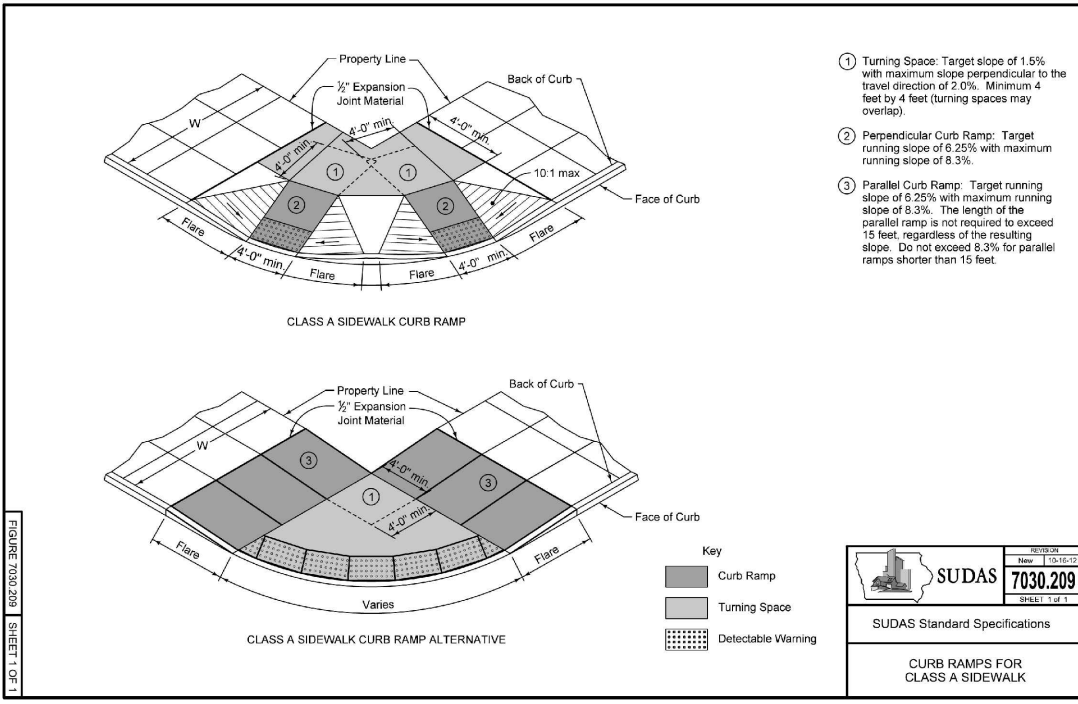 Property Line
½" Expansion
Joint Material
Back of Curb
W
4'-0" min.
4'-0" min.
4'-0" min.
1
1
10:1 max
2
2
Face of Curb
Flare
4'-0" min.
Flare
Flare
4'-0" min.
Flare
CLASS A SIDEWALK CURB RAMP
1 Turning Space: Target slope of 1.5%
with maximum slope perpendicular to the
travel direction of 2.0%. Minimum 4
feet by 4 feet (turning spaces may
overlap).
2 Perpendicular Curb Ramp: Target
running slope of 6.25% with maximum
running slope of 8.3%.
3 Parallel Curb Ramp: Target running
slope of 6.25% with maximum running
slope of 8.3%. The length of the
parallel ramp is not required to exceed
15 feet, regardless of the resulting
slope. Do not exceed 8.3% for parallel
ramps shorter than 15 feet.
Property Line
½" Expansion
Joint Material
Back of Curb
W
3
4'-0" min.
3
1
4'-0" min.
Face of Curb
Flare
Flare
Varies
CLASS A SIDEWALK CURB RAMP ALTERNATIVE
Key
Curb Ramp
Turning Space
Detectable Warning
FIGURE 7030.209 SHEET 1 OF 1
SUDAS
REVISION
New 10-16-12
7030.209
SHEET 1 of 1
SUDAS Standard Specifications
CURB RAMPS FOR
CLASS A SIDEWALK